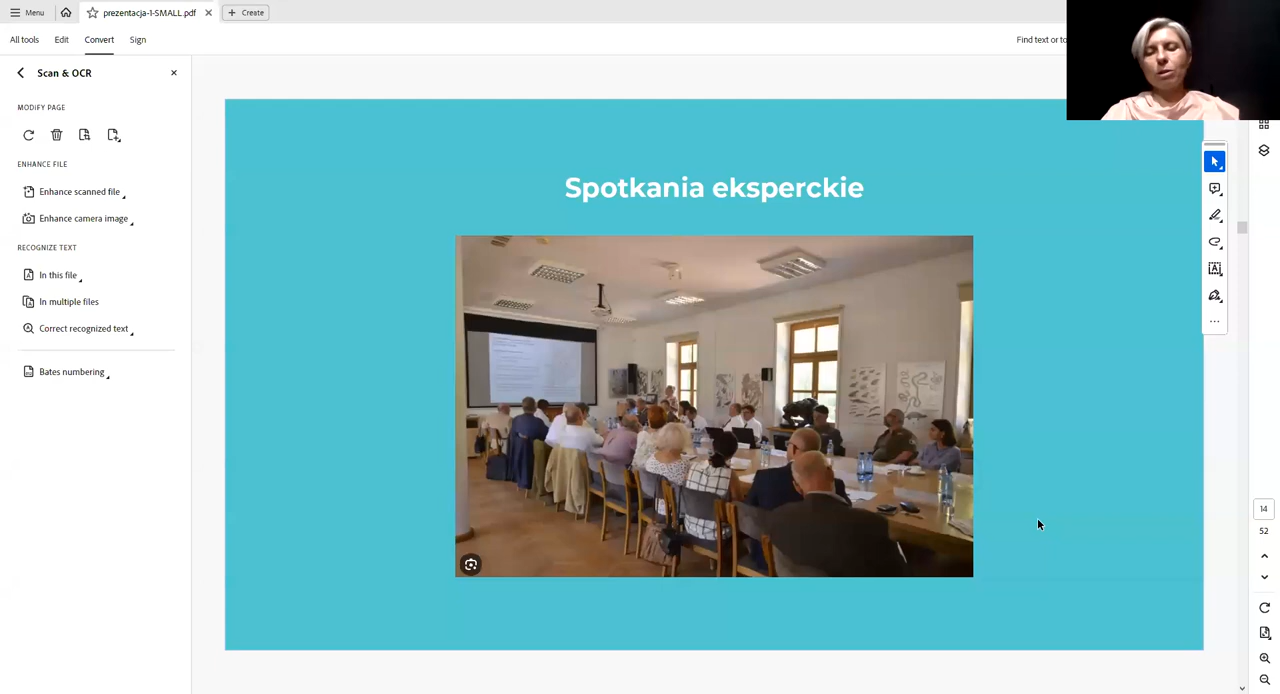 Menu
prezentacja-1-SMALL.pdf
Create
All tools
Edit
Convert
Sign
Find text or to
Scan & OCR
MODIFY PAGE
ENHANCE FILE
Enhance scanned file
Enhance camera image
RECOGNIZE TEXT
In this file
In multiple files
Correct recognized text
Bates numbering
Spotkania eksperckie
14
52